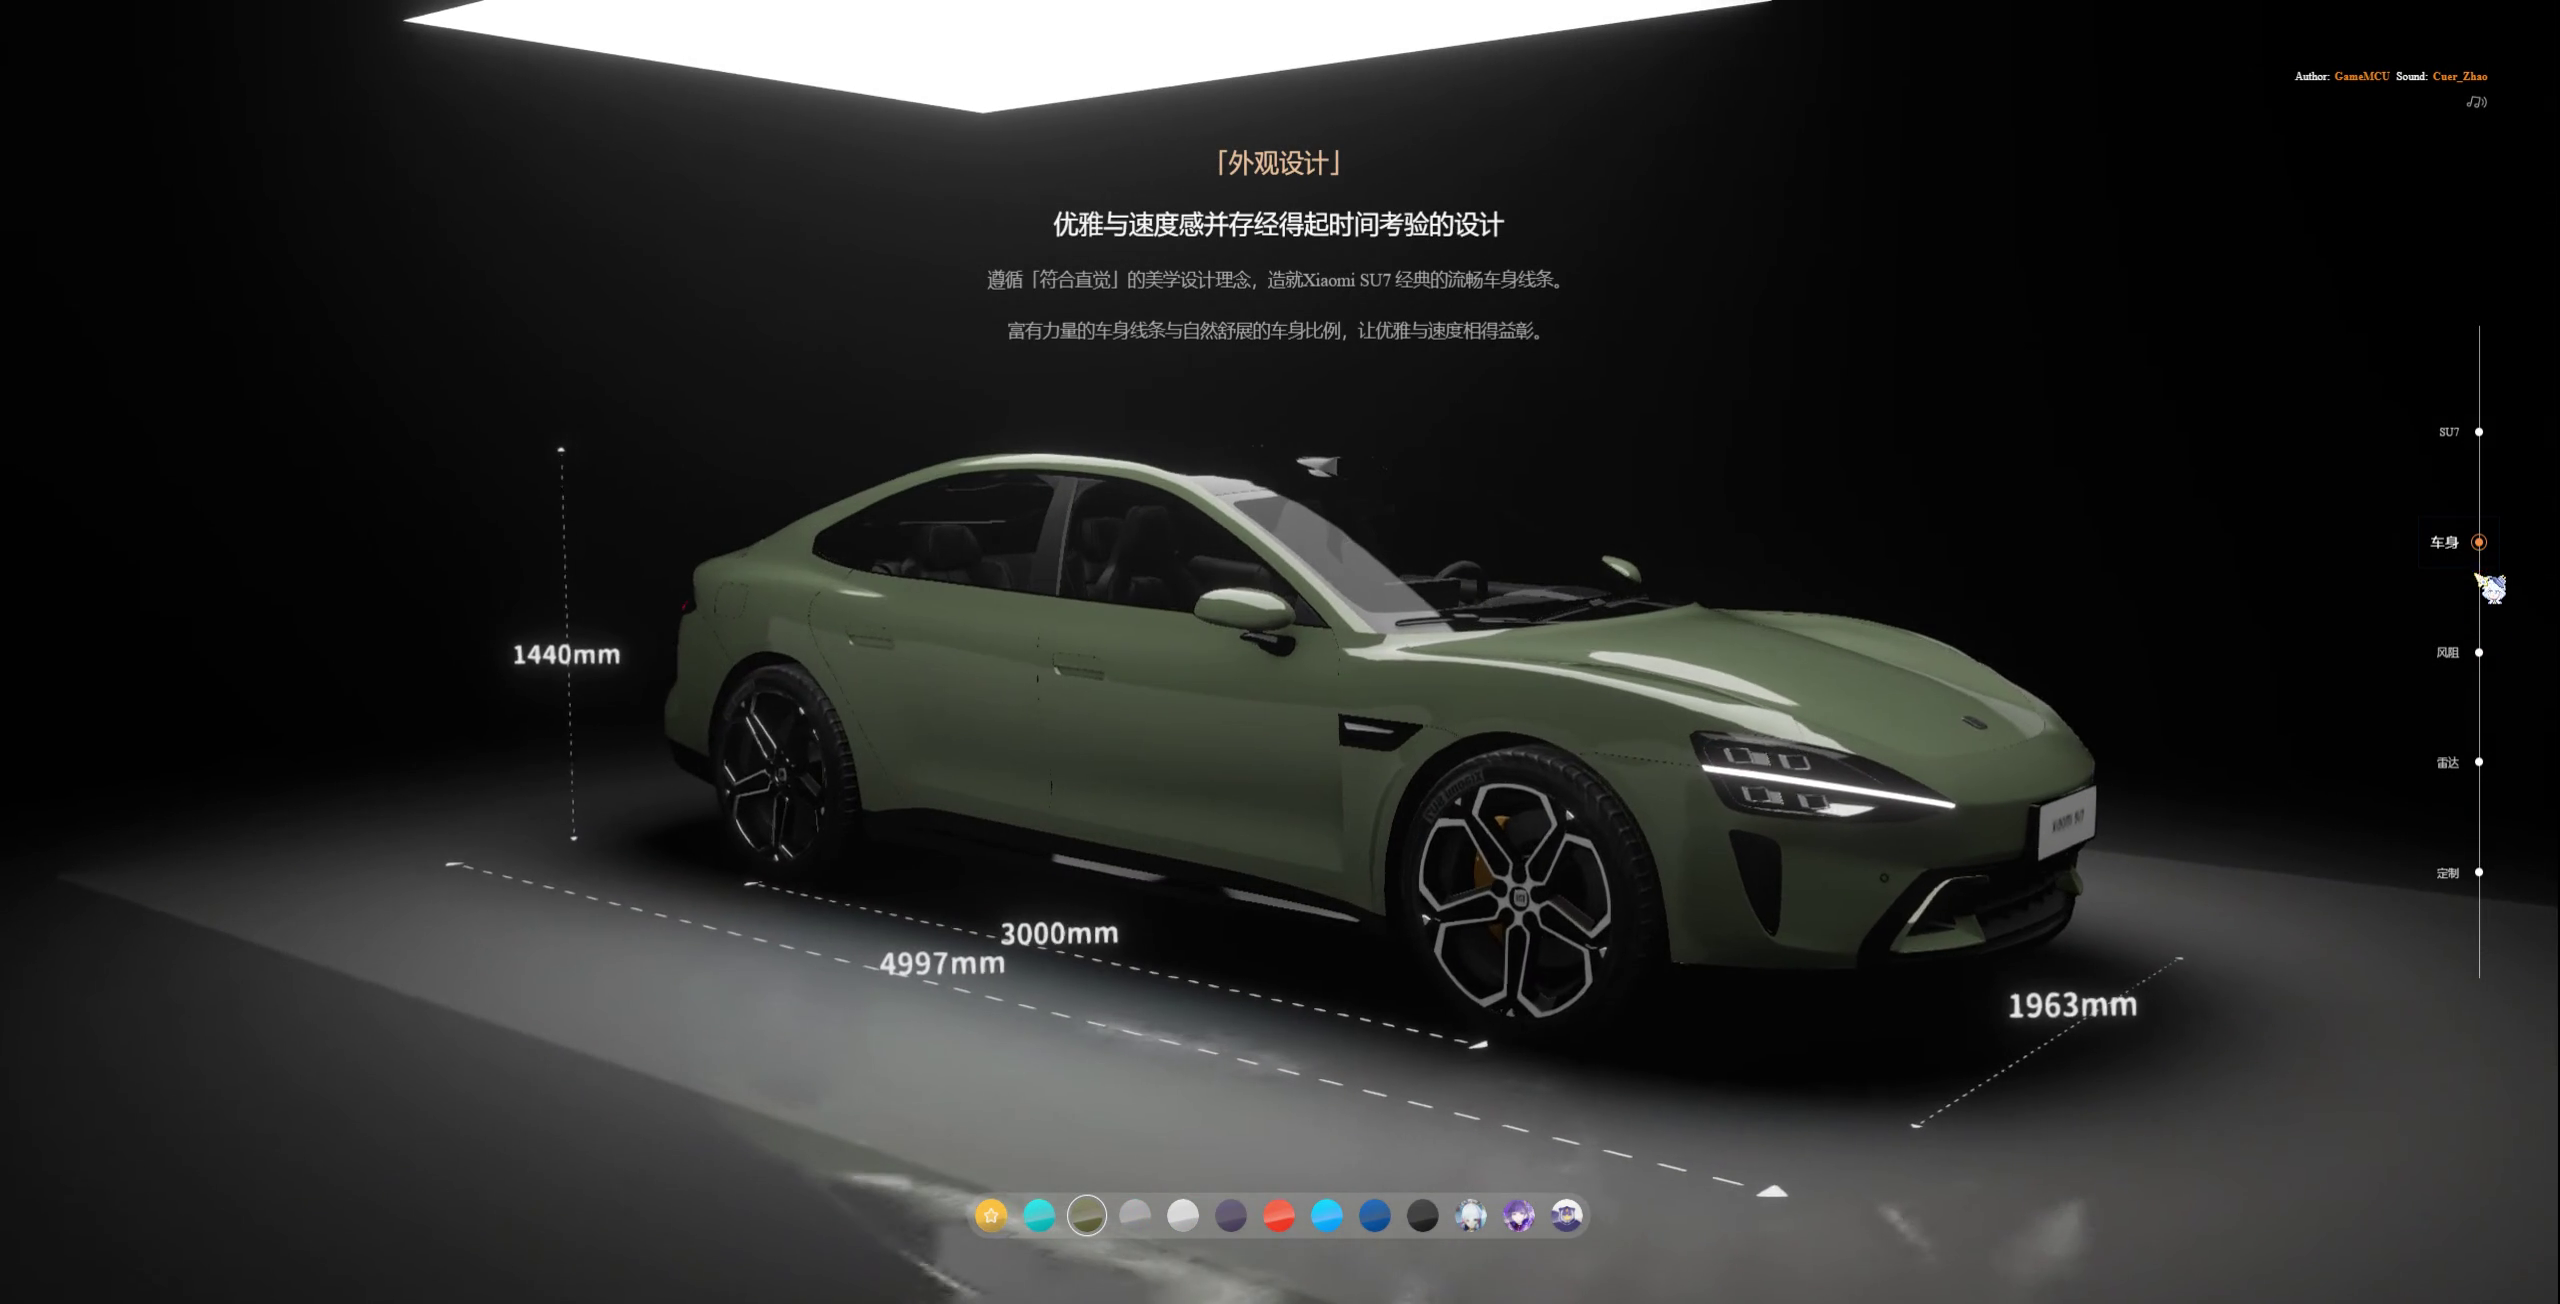 Author: GameMCU Sound: Cuer_Zhao
「外观设计」
优雅与速度感并存经得起时间考验的设计
遵循「符合直觉」的美学设计理念，造就Xiaomi SU7 经典的流畅车身线条。
富有力量的车身线条与自然舒展的车身比例，让优雅与速度相得益彰。
SU7
车身
风阻
雷达
定制
1440mm
3000mm
4997mm
1963mm